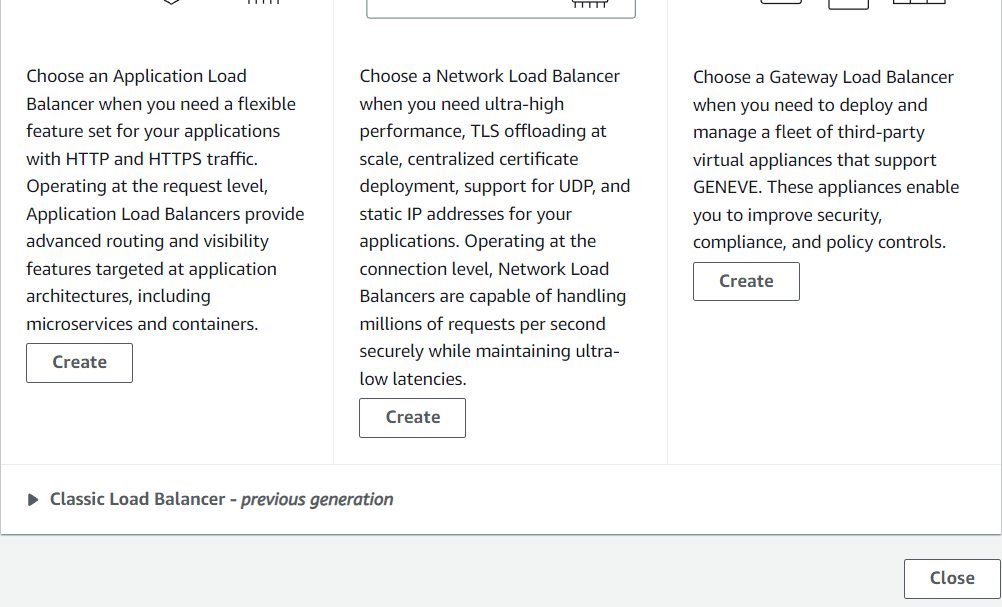 Choose an Application Load
Balancer when you need a flexible
feature set for your applications
with HTTP and HTTPS traffic.
Operating at the request level,
Application Load Balancers provide
advanced routing and visibility
features targeted at application
architectures, including
microservices and containers.
Create
Choose a Network Load Balancer
when you need ultra-high
performance, TLS offloading at
scale, centralized certificate
deployment, support for UDP, and
static IP addresses for your
applications. Operating at the
connection level, Network Load
Balancers are capable of handling
millions of requests per second
securely while maintaining ultra-
low latencies.
Create
Choose a Gateway Load Balancer
when you need to deploy and
manage a fleet of third-party
virtual appliances that support
GENEVE. These appliances enable
you to improve security,
compliance, and policy controls.
Create
Classic Load Balancer - previous generation
Close